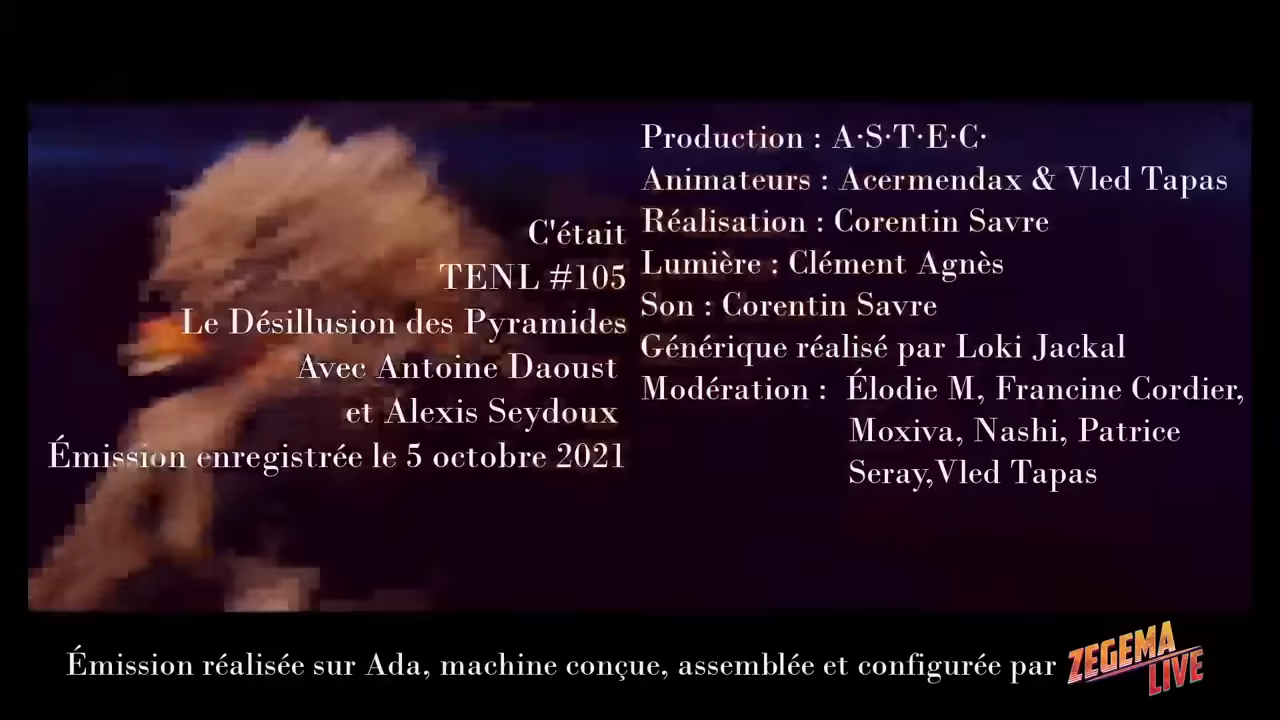 C'était
TENL #105
Le Désillusion des Pyramides
Avec Antoine Daoust
et Alexis Seydoux
Émission enregistrée le 5 octobre 2021
Production : A·S·T·E·C·
Animateurs : Acermendax & Vled Tapas
Réalisation : Corentin Savre
Lumière : Clément Agnès
Son : Corentin Savre
Générique réalisé par Loki Jackal
Modération : Élodie M, Francine Cordier,
Moxiva, Nashi, Patrice
Seray,Vled Tapas
Émission réalisée sur Ada, machine conçue, assemblée et configurée par
ZEGEMA
LIVE